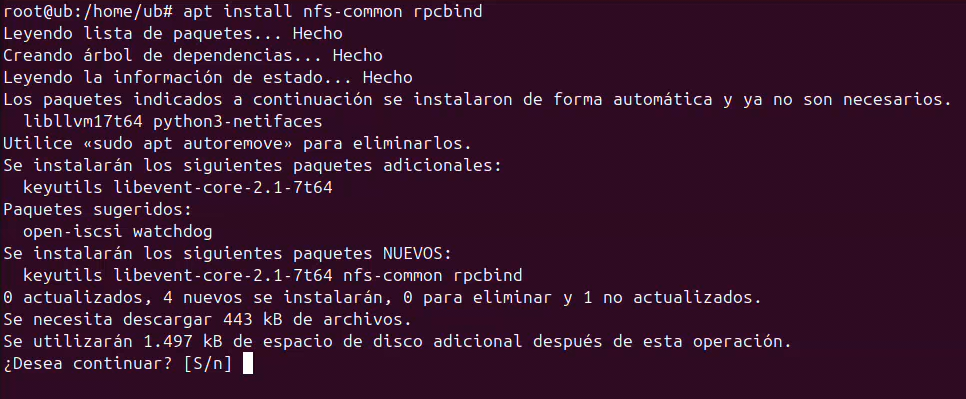 root@ub:/home/ub# apt install nfs-common rpcbind
Leyendo lista de paquetes... Hecho
Creando árbol de dependencias... Hecho
Leyendo la información de estado... Hecho
Los paquetes indicados a continuación se instalaron de forma automática y ya no son necesarios.
  libllvm17t64 python3-netifaces
Utilice «sudo apt autoremove» para eliminarlos.
Se instalarán los siguientes paquetes adicionales:
  keyutils libevent-core-2.1-7t64
Paquetes sugeridos:
  open-iscsi watchdog
Se instalarán los siguientes paquetes NUEVOS:
  keyutils libevent-core-2.1-7t64 nfs-common rpcbind
0 actualizados, 4 nuevos se instalarán, 0 para eliminar y 1 no actualizados.
Se necesita descargar 443 kB de archivos.
Se utilizarán 1.497 kB de espacio de disco adicional después de esta operación.
¿Desea continuar? [S/n]